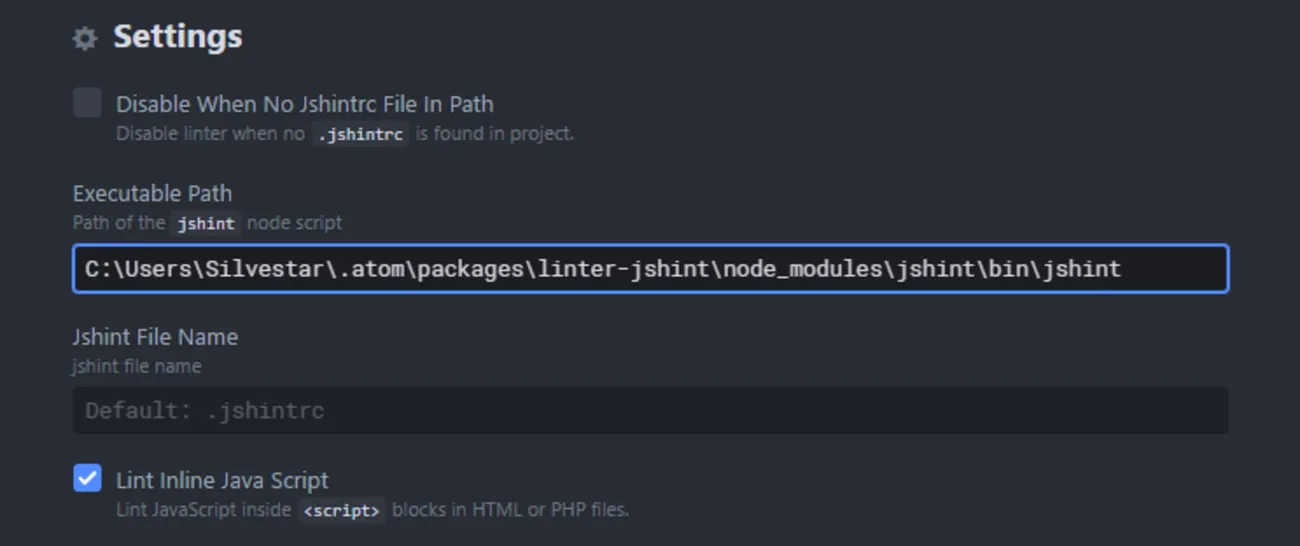 Settings
Disable When No Jshintrc File In Path
Disable linter when no .jshintrc is found in project.
Executable Path
Path of the jshint node script
C:\Users\Silvestar\.atom\packages\linter-jshint\node_modules\jshint\bin\jshint
Jshint File Name
jshint file name
Default: .jshintrc
Lint Inline Java Script
Lint JavaScript inside <script> blocks in HTML or PHP files.